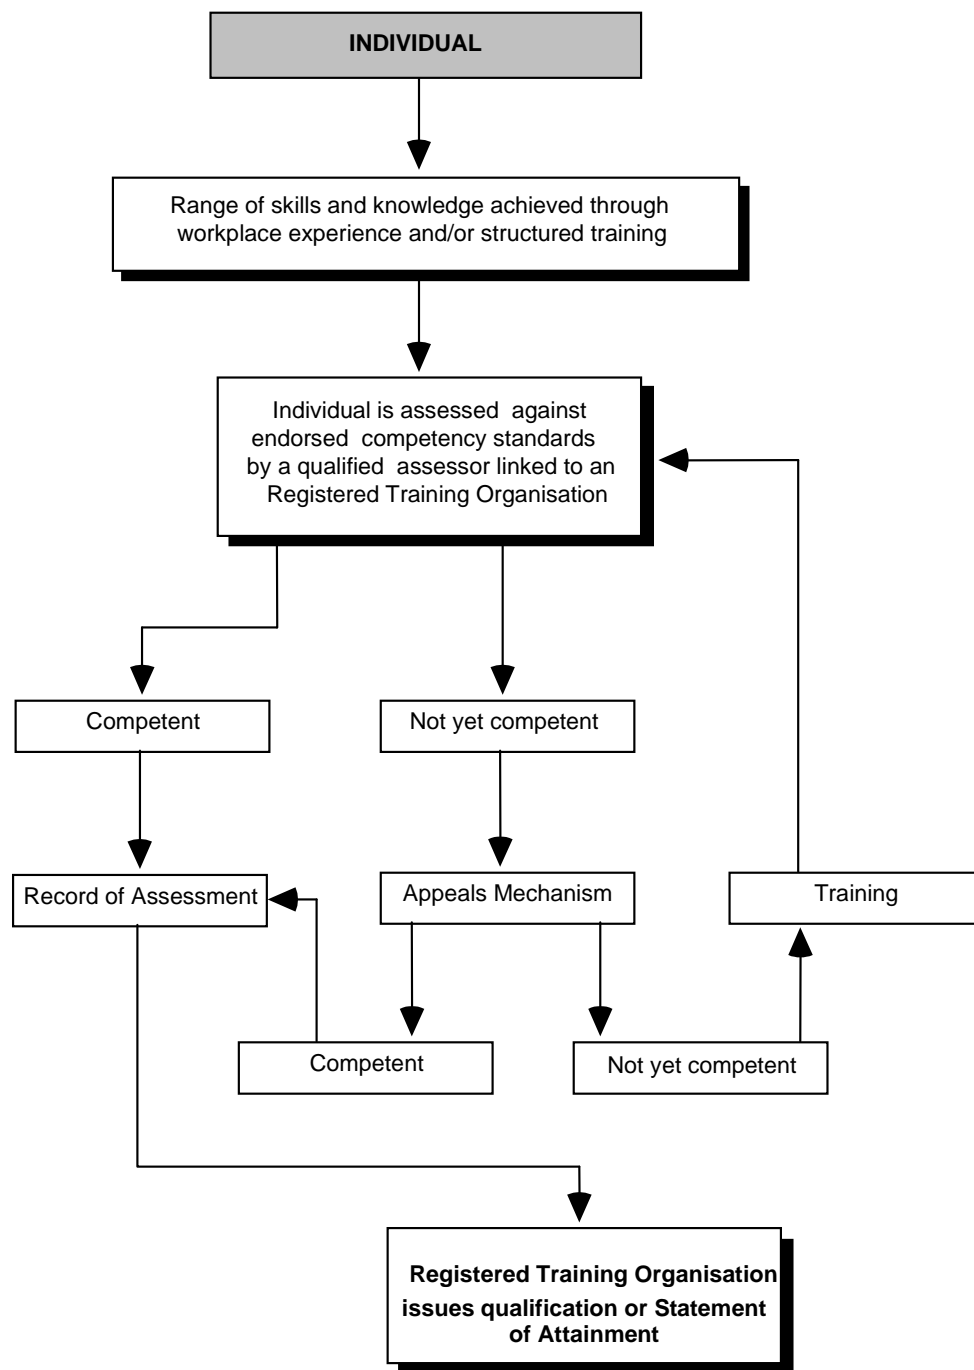 INDIVIDUAL
Range of skills and knowledge achieved through
workplace experience and/or structured training
Individual is assessed against
endorsed competency standards
by a qualified assessor linked to an
Registered Training Organisation
Competent
Not yet competent
Record of Assessment
Appeals Mechanism
Training
Competent
Not yet competent
Registered Training Organisation
issues qualification or Statement
of Attainment